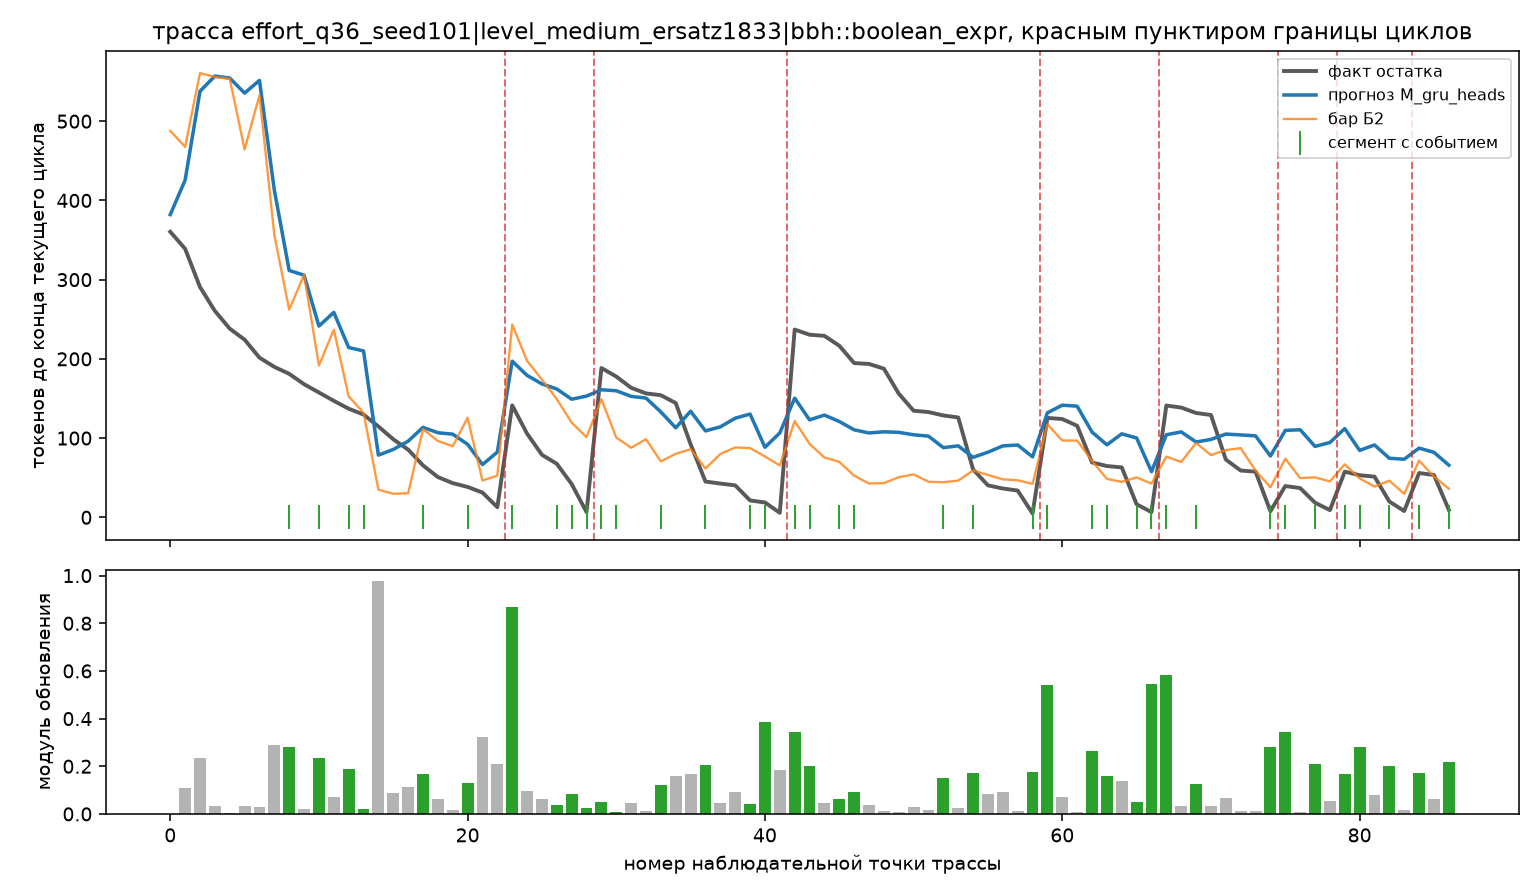 трасса effort_q36_seed101|level_medium_ersatz1833|bbh::boolean_expr, красным пунктиром границы циклов
токенов до конца текущего цикла
500
400
300
200
100
0
факт остатка
прогноз M_gru_heads
бар Б2
сегмент с событием
модуль обновления
1.0
0.8
0.6
0.4
0.2
0.0
0
20
40
60
80
номер наблюдательной точки трассы